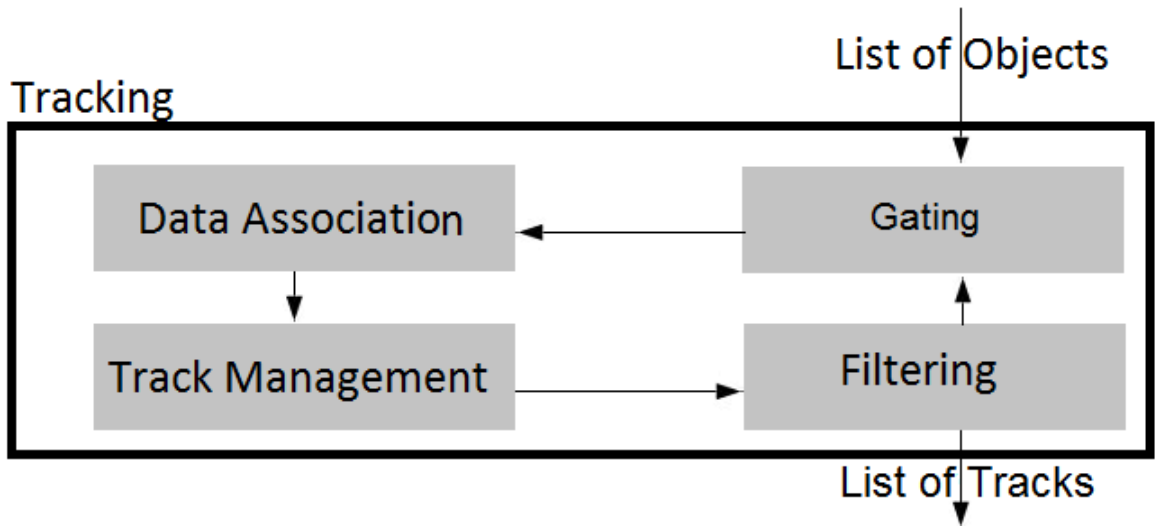 List of Objects
Tracking
Data Association
Gating
Track Management
Filtering
List of Tracks